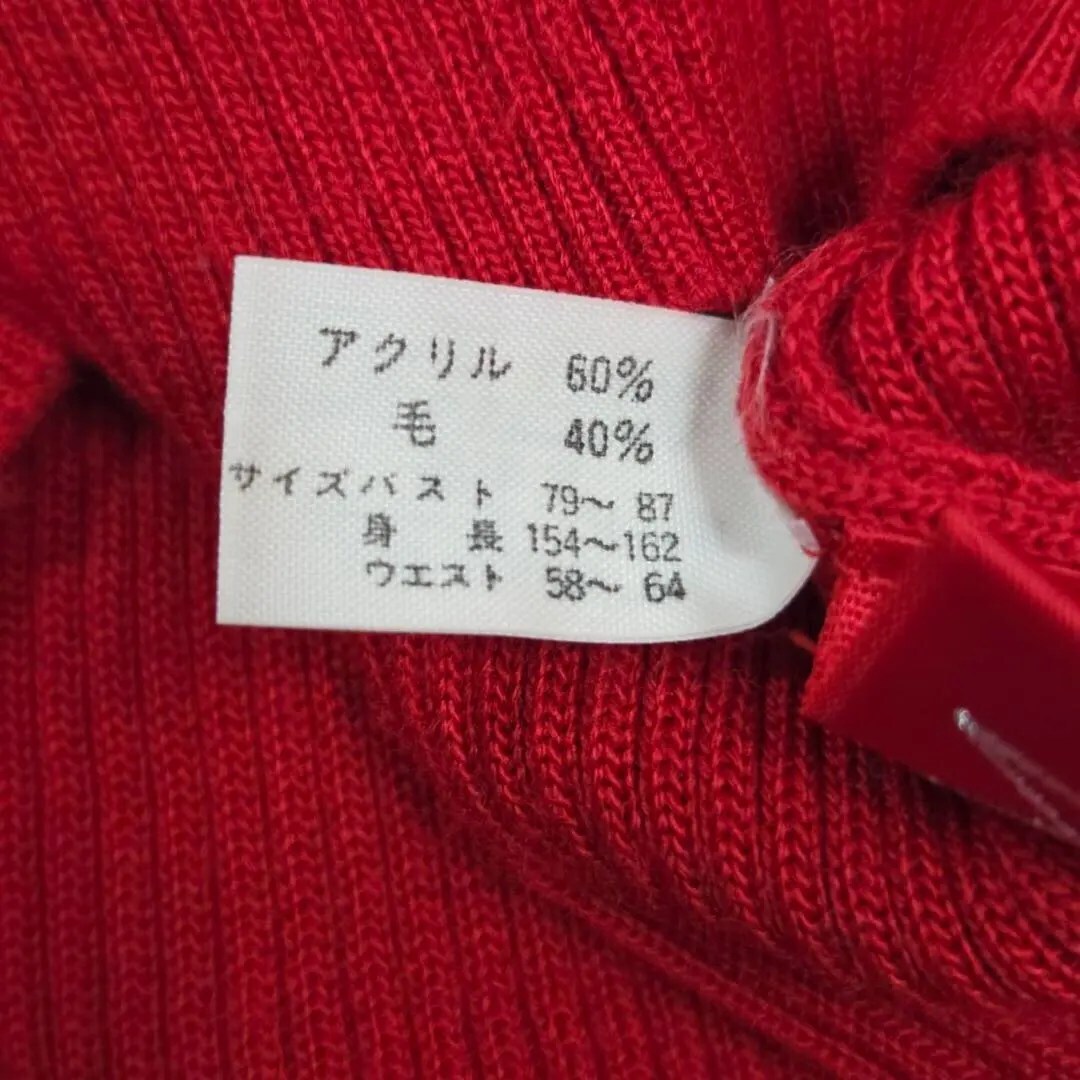 アクリル 60%
毛 40%
サイズバスト 79～ 87
身長 154～162
ウエスト 58～ 64